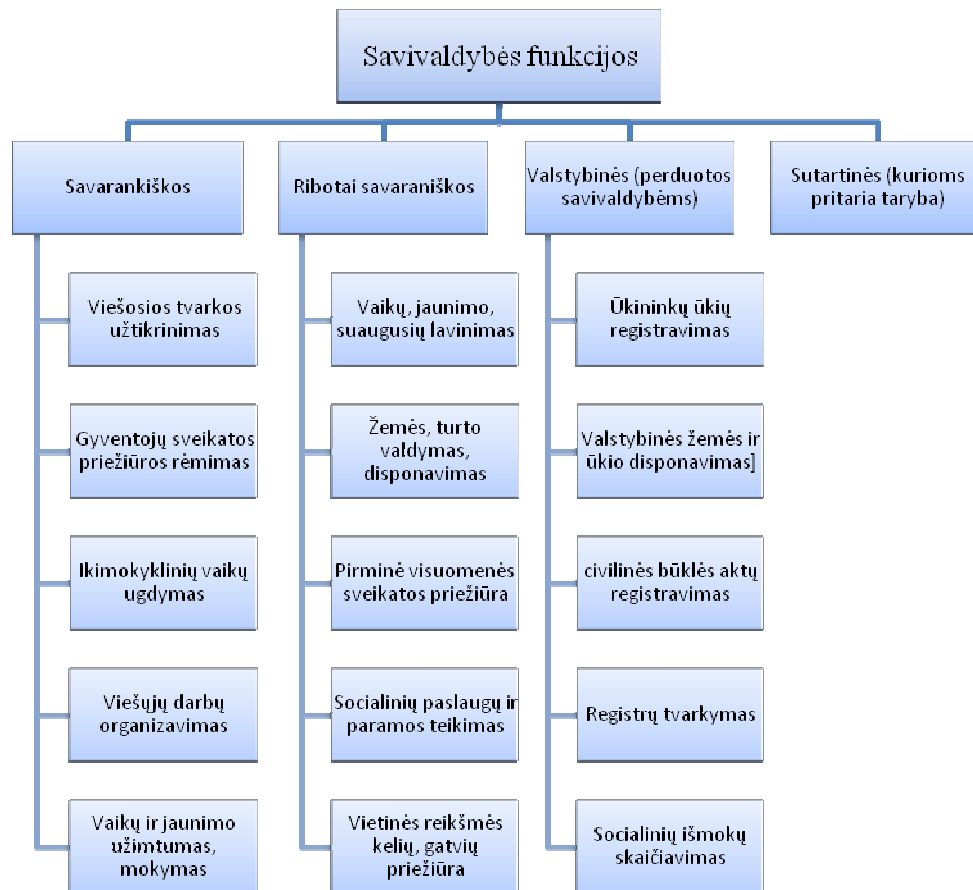 Savivaldybės funkcijos
Savarankiškos
Ribotai savaraniškos
Valstybinės (perduotos
savivaldybėms)
Sutartinės (kurioms
pritaria taryba)
Viešosios tvarkos
užtikrinimas
Gyventojų sveikatos
priežiūros rėmimas
Ikimokyklinių vaikų
ugdymas
Viešųjų darbų
organizavimas
Vaikų ir jaunimo
užimtumas,
mokymas
Vaikų, jaunimo,
suaugusių lavinimas
Žemės, turto
valdymas,
disponavimas
Pirminė visuomenės
sveikatos priežiūra
Socialinių paslaugų ir
paramos teikimas
Vietinės reikšmės
kelių, gatvių
priežiūra
Ūkininkų ūkių
registravimas
Valstybinės žemės ir
ūkio disponavimas]
civilinės būklės aktų
registravimas
Registrų tvarkymas
Socialinių išmokų
skaičiavimas